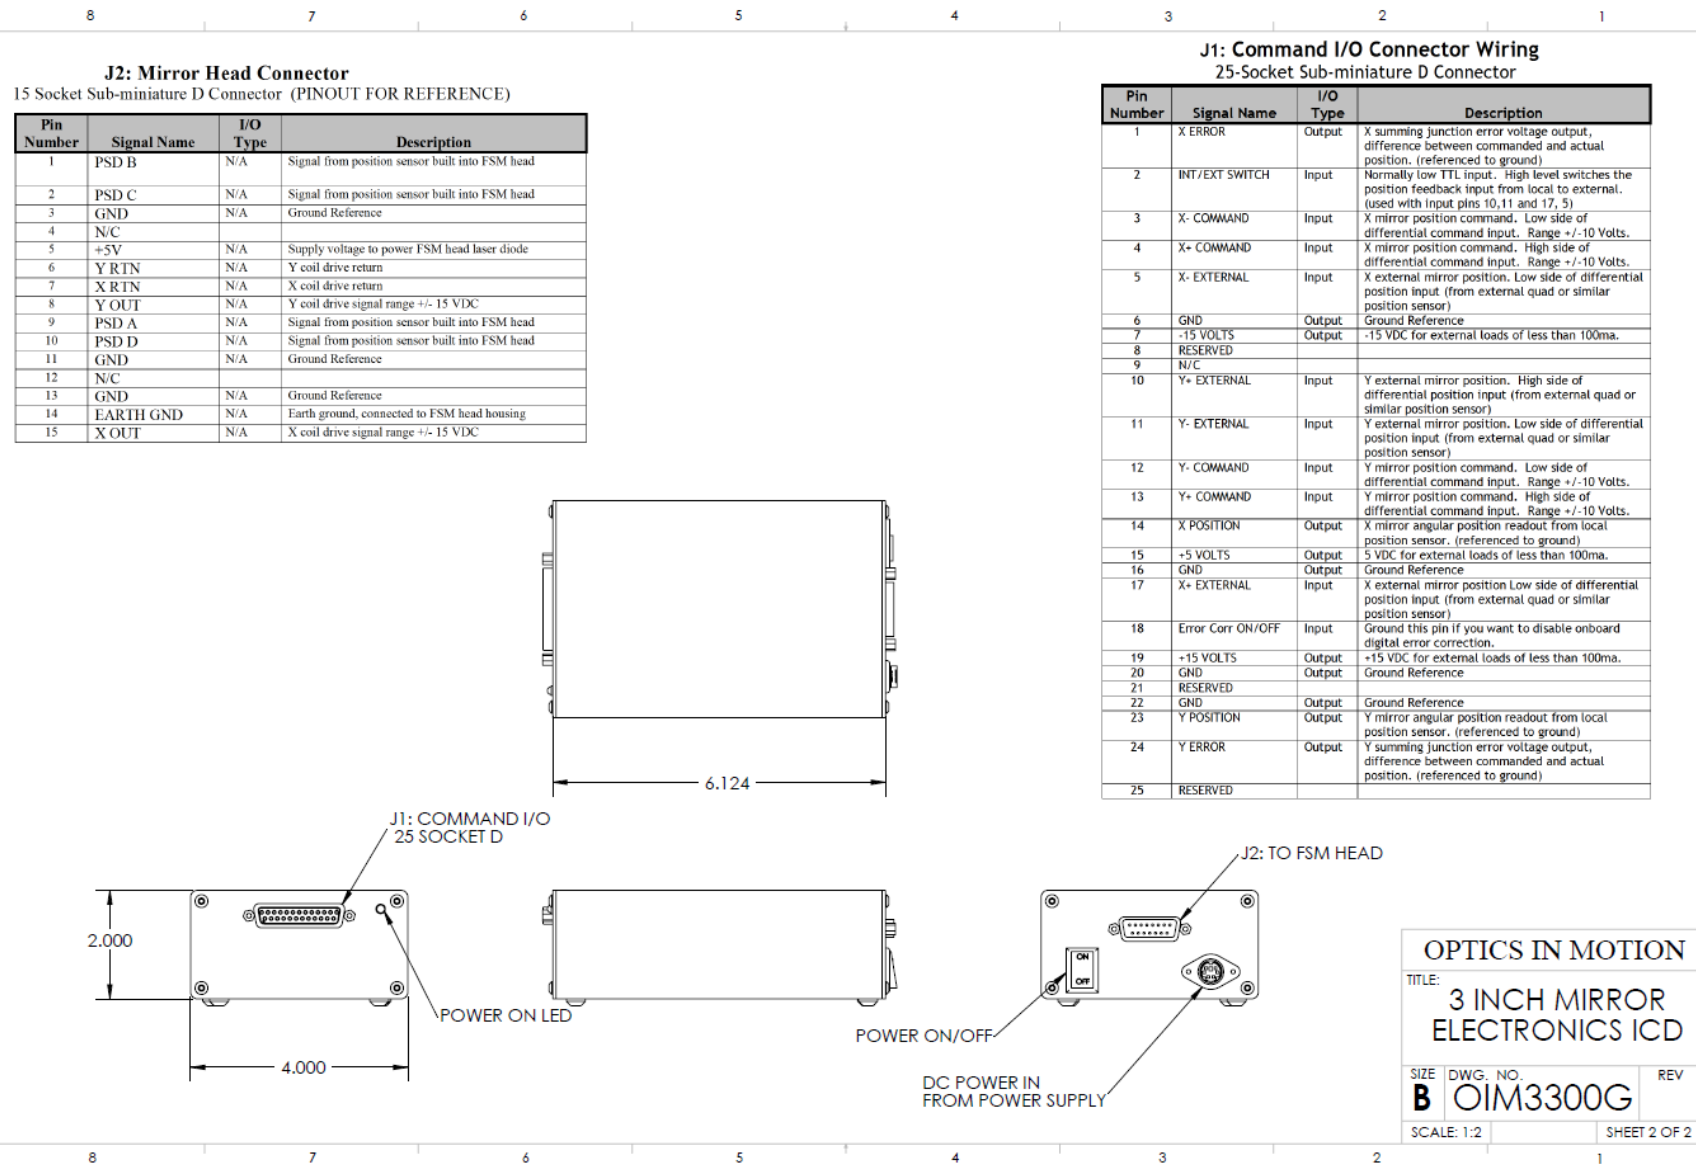 8 7 6 5 4 3 2 1
J2: Mirror Head Connector
15 Socket Sub-miniature D Connector (PINOUT FOR REFERENCE)
Pin Number Signal Name I/O Type Description
1 PSD B N/A Signal from position sensor built into FSM head
2 PSD C N/A Signal from position sensor built into FSM head
3 GND N/A Ground Reference
4 N/C
5 +5V N/A Supply voltage to power FSM head laser diode
6 Y RTN N/A Y coil drive return
7 X RTN N/A X coil drive return
8 Y OUT N/A Y coil drive signal range +/- 15 VDC
9 PSD A N/A Signal from position sensor built into FSM head
10 PSD D N/A Signal from position sensor built into FSM head
11 GND N/A Ground Reference
12 N/C
13 GND N/A Ground Reference
14 EARTH GND N/A Earth ground, connected to FSM head housing
15 X OUT N/A X coil drive signal range +/- 15 VDC
J1: Command I/O Connector Wiring
25-Socket Sub-miniature D Connector
Pin Number Signal Name I/O Type Description
1 X ERROR Output X summing junction error voltage output,
difference between commanded and actual
position. (referenced to ground)
2 INT/EXT SWITCH Input Normally low TTL input. High level switches the
position feedback input from local to external.
(used with input pins 10,11 and 17, 5)
3 X- COMMAND Input X mirror position command. Low side of
differential command input. Range +/-10 Volts.
4 X+ COMMAND Input X mirror position command. High side of
differential command input. Range +/-10 Volts.
5 X- EXTERNAL Input X external mirror position. Low side of differential
position input (from external quad or similar
position sensor)
6 GND Output Ground Reference
7 -15 VOLTS Output -15 VDC for external loads of less than 100ma.
8 RESERVED
9 N/C
10 Y+ EXTERNAL Input Y external mirror position. High side of
differential position input (from external quad or
similar position sensor)
11 Y- EXTERNAL Input Y external mirror position. Low side of differential
position input (from external quad or similar
position sensor)
12 Y- COMMAND Input Y mirror position command. Low side of
differential command input. Range +/-10 Volts.
13 Y+ COMMAND Input Y mirror position command. High side of
differential command input. Range +/-10 Volts.
14 X POSITION Output X mirror angular position readout from local
position sensor. (referenced to ground)
15 +5 VOLTS Output 5 VDC for external loads of less than 100ma.
16 GND Output Ground Reference
17 X+ EXTERNAL Input X external mirror position Low side of differential
position input (from external quad or similar
position sensor)
18 Error Corr ON/OFF Input Ground this pin if you want to disable onboard
digital error correction.
19 +15 VOLTS Output +15 VDC for external loads of less than 100ma.
20 GND Output Ground Reference
21 RESERVED
22 GND Output Ground Reference
23 Y POSITION Output Y mirror angular position readout from local
position sensor. (referenced to ground)
24 Y ERROR Output Y summing junction error voltage output,
difference between commanded and actual
position. (referenced to ground)
25 RESERVED
6.124
J1: COMMAND I/O
25 SOCKET D
2.000
4.000
POWER ON LED
J2: TO FSM HEAD
ON
OFF
POWER ON/OFF
DC POWER IN
FROM POWER SUPPLY
OPTICS IN MOTION
TITLE:
3 INCH MIRROR
ELECTRONICS ICD
SIZE DWG. NO. REV
B OIM3300G
SCALE: 1:2 SHEET 2 OF 2
8 7 6 5 4 3 2 1